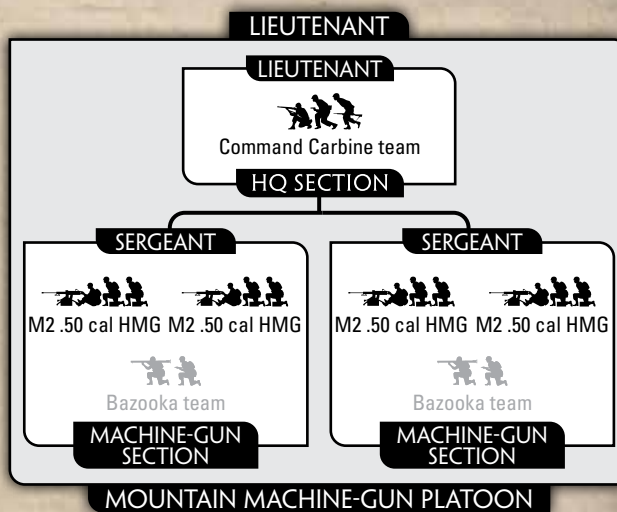 LIEUTENANT
LIEUTENANT
Command Carbine team
HQ SECTION
SERGEANT
M2 .50 cal HMG M2 .50 cal HMG
Bazooka team
MACHINE-GUN
SECTION
SERGEANT
M2 .50 cal HMG M2 .50 cal HMG
Bazooka team
MACHINE-GUN
SECTION
MOUNTAIN MACHINE-GUN PLATOON